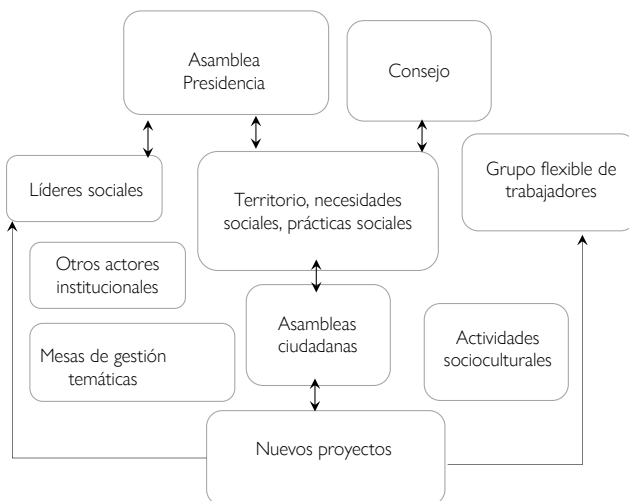 Asamblea
Presidencia
Consejo
Líderes sociales
Territorio, necesidades
sociales, prácticas sociales
Grupo flexible de
trabajadores
Otros actores
institucionales
Asambleas
ciudadanas
Mesas de gestión
temáticas
Actividades
socioculturales
Nuevos proyectos